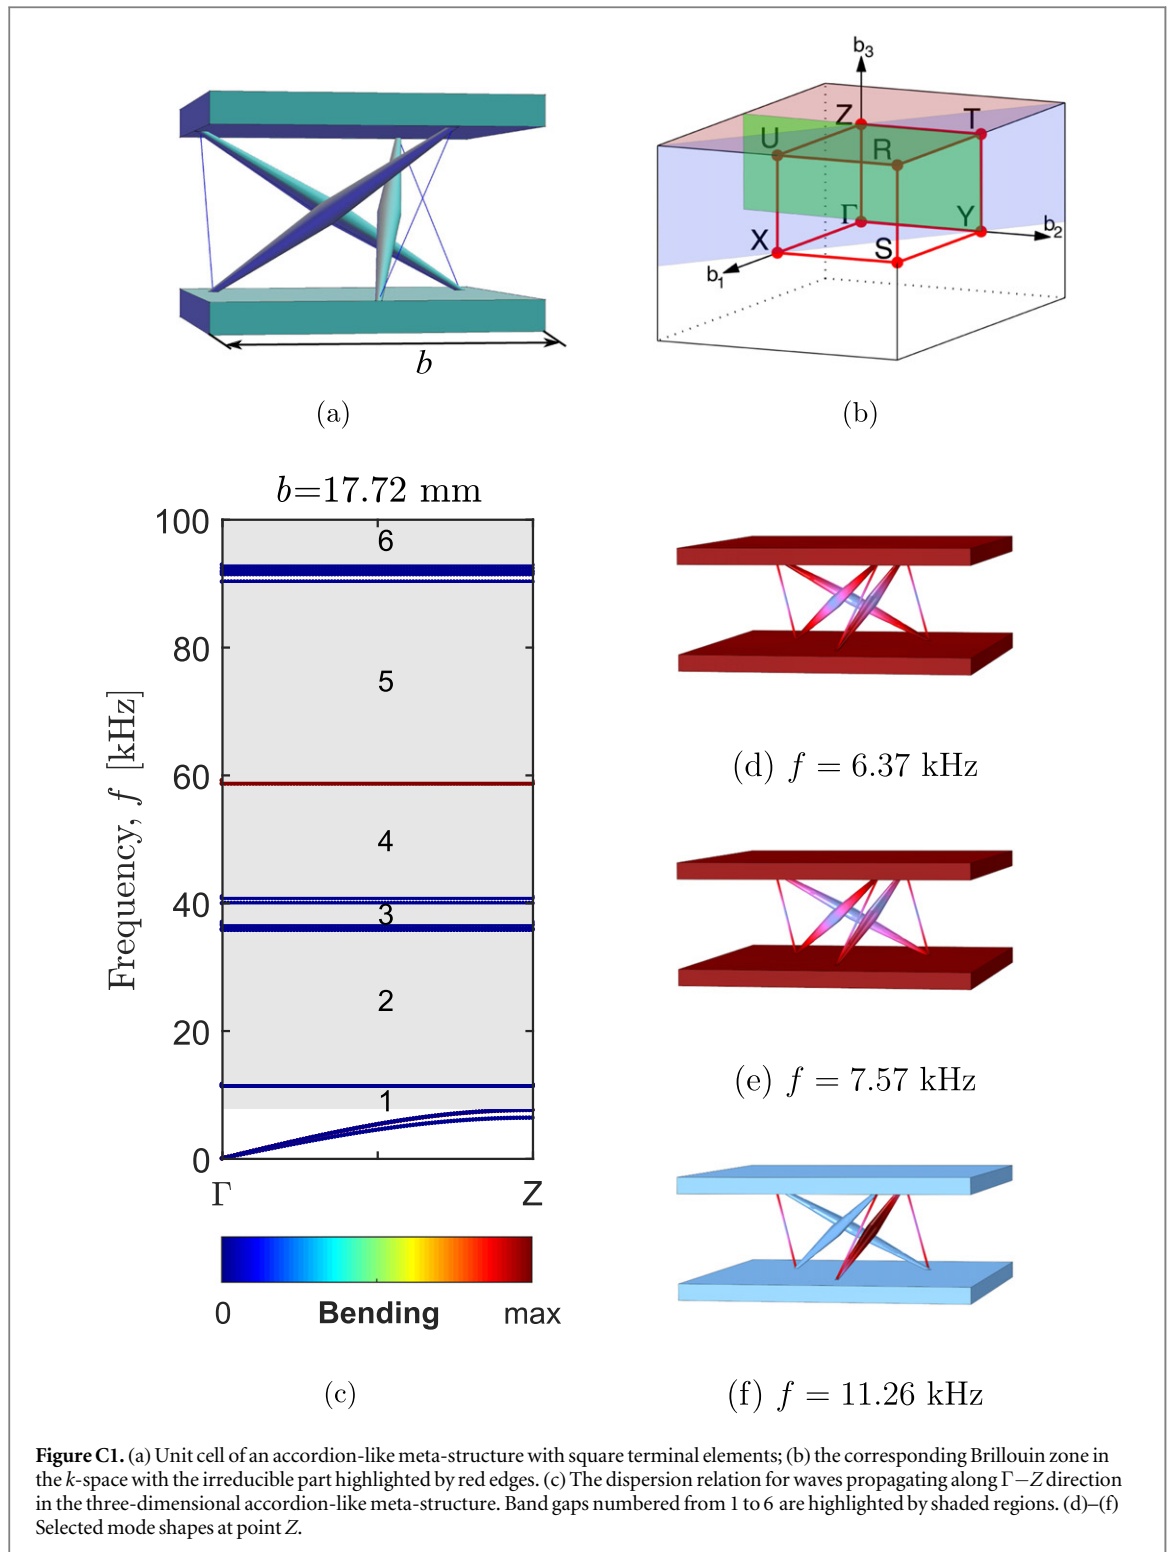 b
(a)
b₃
Z
T
U
R
Γ
Y
b₂
X
S
b₁
(b)
b=17.72 mm
Frequency, f [kHz]
100
80
60
40
20
0
6
5
4
3
2
1
Γ
Z
0
Bending
max
(c)
(d) f = 6.37 kHz
(e) f = 7.57 kHz
(f) f = 11.26 kHz
Figure C1. (a) Unit cell of an accordion-like meta-structure with square terminal elements; (b) the corresponding Brillouin zone in
the k-space with the irreducible part highlighted by red edges. (c) The dispersion relation for waves propagating along Γ−Z direction
in the three-dimensional accordion-like meta-structure. Band gaps numbered from 1 to 6 are highlighted by shaded regions. (d)–(f)
Selected mode shapes at point Z.